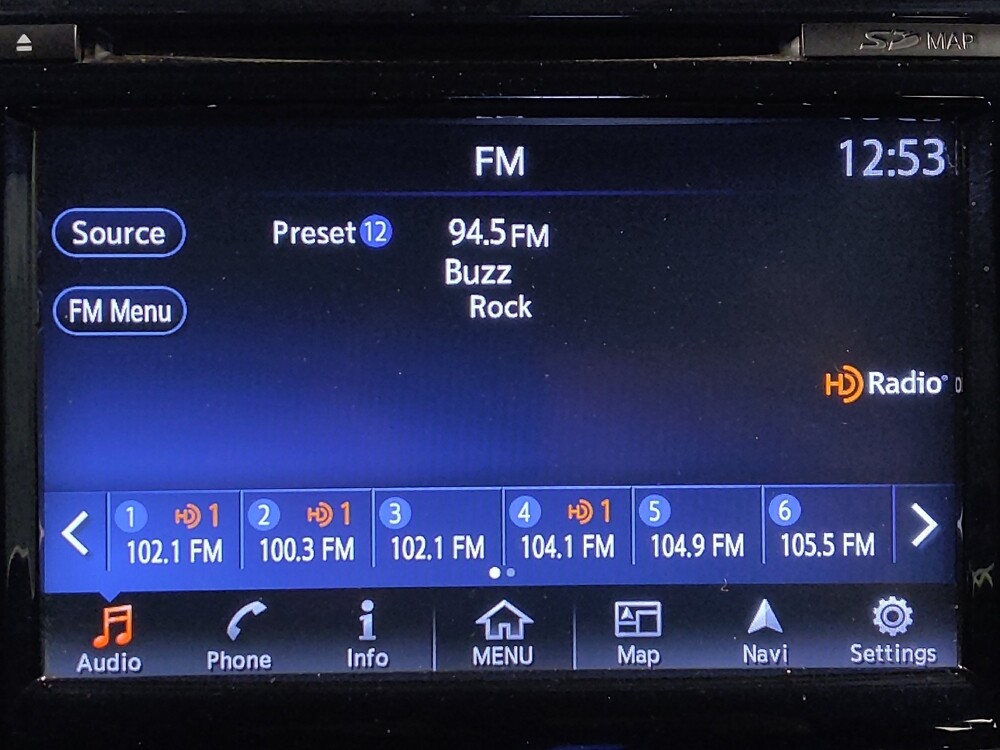 SD MAP
FM
12:53
Source
Preset 12
94.5 FM
Buzz
Rock
FM Menu
HD Radio
1 HD 1
102.1 FM
2 HD 1
100.3 FM
3
102.1 FM
4 HD 1
104.1 FM
5
104.9 FM
6
105.5 FM
Audio
Phone
Info
MENU
Map
Navi
Settings